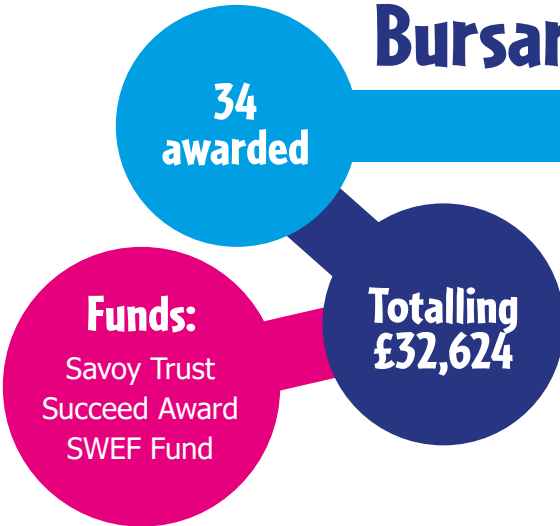 Bursar
34
awarded
Totalling
£32,624
Funds:
Savoy Trust
Succeed Award
SWEF Fund